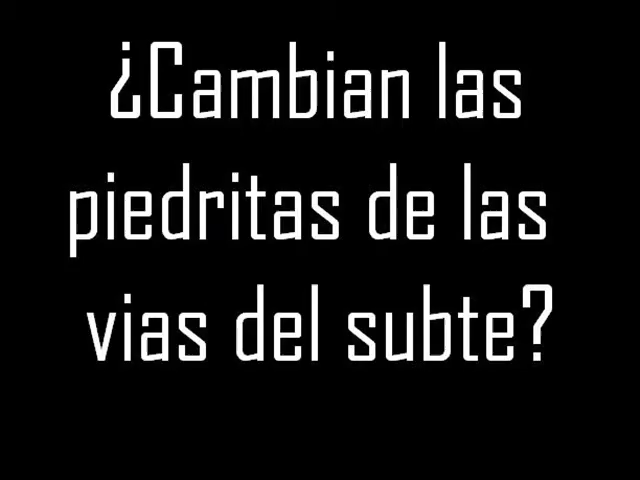 ¿Cambian las
piedritas de las
vias del subte?